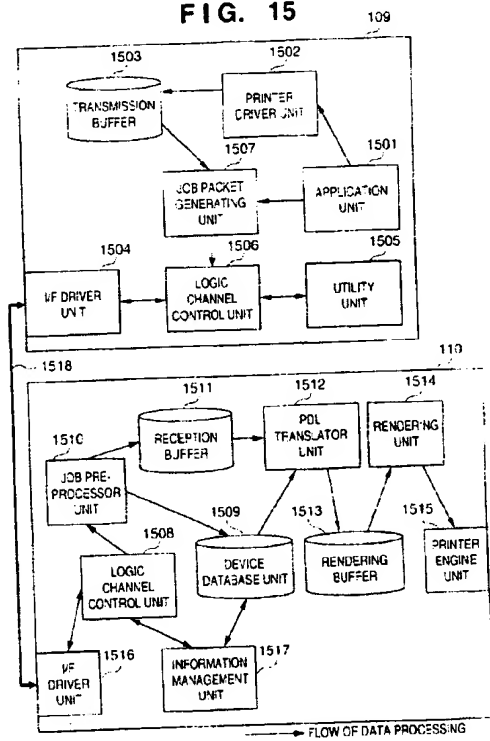 FIG. 15
109
1503
1502
TRANSMISSION
BUFFER
PRINTER
DRIVER UNIT
1507
1501
JOB PACKET
GENERATING
UNIT
APPLICATION
UNIT
1504
1506
1505
I/F DRIVER
UNIT
LOGIC
CHANNEL
CONTROL UNIT
UTILITY
UNIT
1518
110
1511
1512
1514
1510
RECEPTION
BUFFER
PDL
TRANSLATOR
UNIT
RENDERING
UNIT
JOB PRE-
PROCESSOR
UNIT
1509
1513
1515
1508
DEVICE
DATABASE UNIT
RENDERING
BUFFER
PRINTER
ENGINE
UNIT
LOGIC
CHANNEL
CONTROL UNIT
I/F
DRIVER
UNIT
1516
INFORMATION
MANAGEMENT
UNIT
1517
FLOW OF DATA PROCESSING